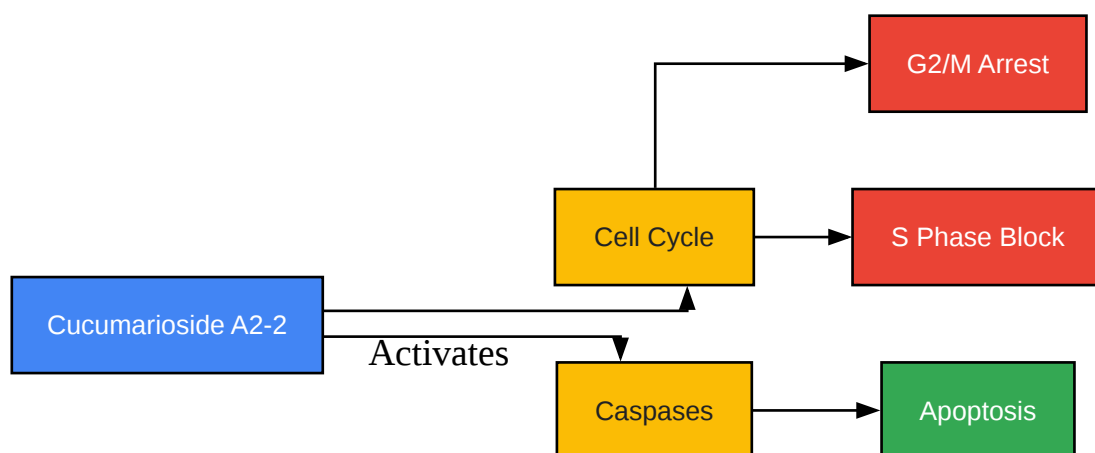 G2/M Arrest
Cell Cycle
S Phase Block
Cucumarioside A2-2
Activates
Caspases
Apoptosis